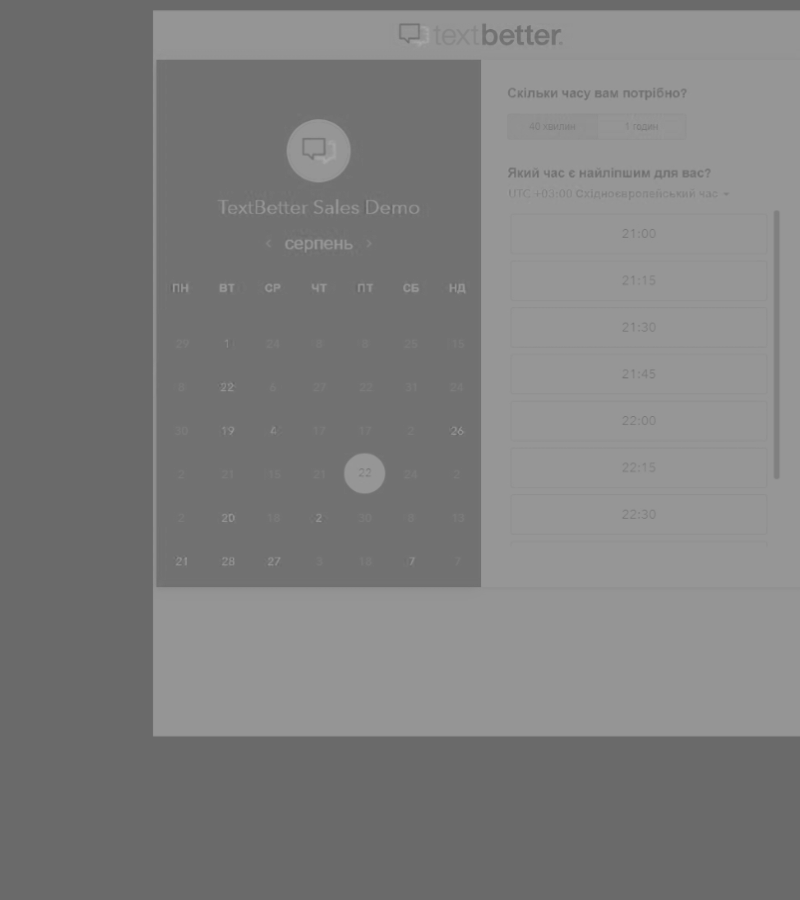 textbetter
TextBetter Sales Demo
‹ серпень ›
ПН ВТ СР ЧТ ПТ СБ НД
29 1 24 8 8 25 15
8 22 6 27 22 31 24
30 19 4 17 17 2 26
2 21 15 21 22 24 2
2 20 10 2 30 9 13
21 28 27 3 16 7 7
Скільки часу вам потрібно?
40 хвилин 1 годин
Який час є найліпшим для вас?
UTC +03:00 Східноєвропейський час
21:00
21:15
21:30
21:45
22:00
22:15
22:30